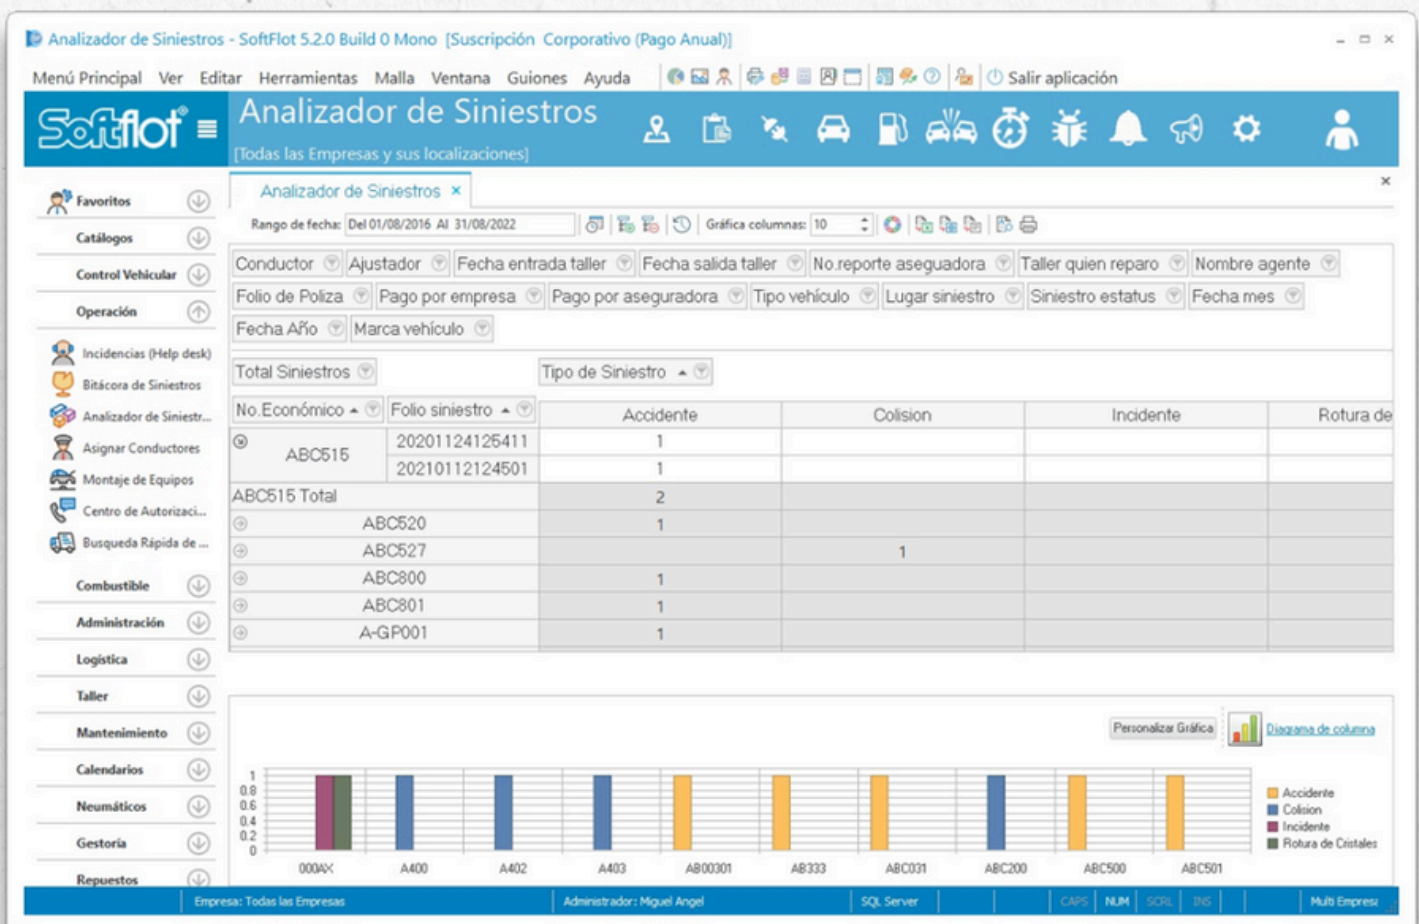 Analizador de Siniestros - SoftFlot 5.2.0 Build 0 Mono [Suscripción Corporativo (Pago Anual)]
Menú Principal Ver Editar Herramientas Malla Ventana Guiones Ayuda Salir aplicación
Softflot®
Analizador de Siniestros
[Todas las Empresas y sus localizaciones]
Favoritos
Catálogos
Control Vehicular
Operación
Incidencias (Help desk)
Bitácora de Siniestros
Analizador de Siniestr...
Asignar Conductores
Montaje de Equipos
Centro de Autorizaci...
Busqueda Rápida de ...
Combustible
Administración
Logística
Taller
Mantenimiento
Calendarios
Neumáticos
Gestoría
Repuestos
Analizador de Siniestros ×
Rango de fecha: Del 01/08/2016 Al 31/08/2022 Gráfica columnas: 10
Conductor Ajustador Fecha entrada taller Fecha salida taller No.reporte aseguadora Taller quien reparo Nombre agente
Folio de Poliza Pago por empresa Pago por aseguradora Tipo vehículo Lugar siniestro Siniestro estatus Fecha mes
Fecha Año Marca vehículo
Total Siniestros Tipo de Siniestro
No.Económico Folio siniestro Accidente Colision Incidente Rotura de
ABC515 20201124125411 1
20210112124501 1
ABC515 Total 2
ABC520 1
ABC527 1
ABC800 1
ABC801 1
A-GP001 1
Personalizar Gráfica Diagrama de columna
1
0.8
0.6
0.4
0.2
0
000AX A400 A402 A403 AB00301 AB333 ABC031 ABC200 ABC500 ABC501
Accidente
Colision
Incidente
Rotura de Cristales
Empresa: Todas las Empresas Administrador: Miguel Angel SQL Server CAPS NUM SCRL INS Multi Empresa